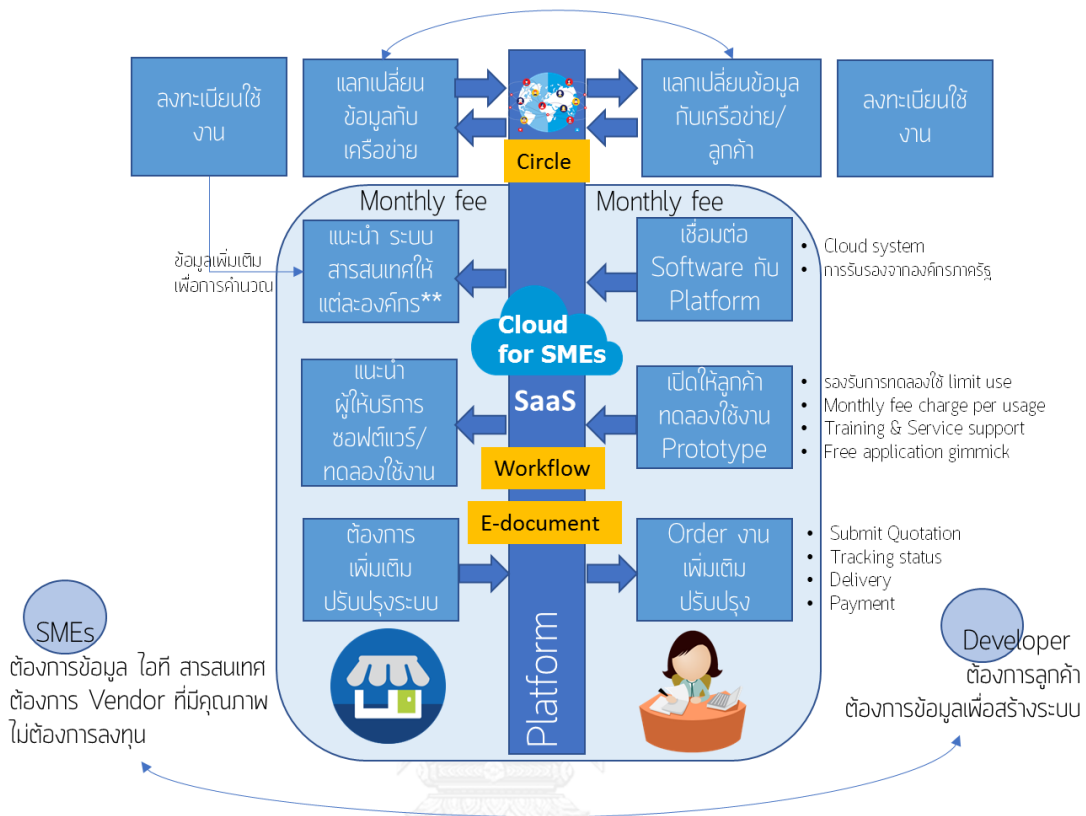 ลงทะเบียนใช้
งาน
แลกเปลี่ยน
ข้อมูลกับ
เครือข่าย
แลกเปลี่ยนข้อมูล
กับเครือข่าย/
ลูกค้า
ลงทะเบียนใช้
งาน
Circle
Monthly fee
Monthly fee
ข้อมูลเพิ่มเติม
เพื่อการคำนวณ
แนะนำ ระบบ
สารสนเทศให้
แต่ละองค์กร**
เชื่อมต่อ
Software กับ
Platform
• Cloud system
• การรับรองจากองค์กรภาครัฐ
Cloud
for SMEs
SaaS
แนะนำ
ผู้ให้บริการ
ซอฟต์แวร์/
ทดลองใช้งาน
เปิดให้ลูกค้า
ทดลองใช้งาน
Prototype
• รองรับการทดลองใช้ limit use
• Monthly fee charge per usage
• Training & Service support
• Free application gimmick
Workflow
E-document
ต้องการ
เพิ่มเติม
ปรับปรุงระบบ
Order งาน
เพิ่มเติม
ปรับปรุง
• Submit Quotation
• Tracking status
• Delivery
• Payment
Platform
SMEs
ต้องการข้อมูล ไอที สารสนเทศ
ต้องการ Vendor ที่มีคุณภาพ
ไม่ต้องการลงทุน
Developer
ต้องการลูกค้า
ต้องการข้อมูลเพื่อสร้างระบบ